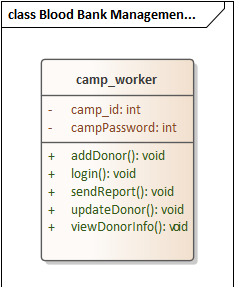 class Blood Bank Managemen...
camp_worker
- camp_id: int
- campPassword: int
+ addDonor(): void
+ login(): void
+ sendReport(): void
+ updateDonor(): void
+ viewDonorInfo(): void